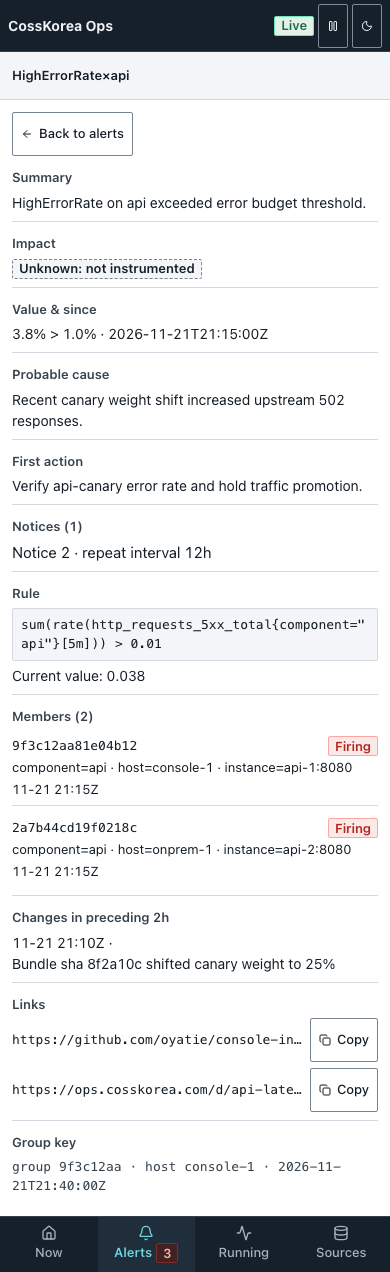 CossKorea Ops
Live
HighErrorRate×api
Back to alerts
Summary
HighErrorRate on api exceeded error budget threshold.
Impact
Unknown: not instrumented
Value & since
3.8% > 1.0% · 2026-11-21T21:15:00Z
Probable cause
Recent canary weight shift increased upstream 502
responses.
First action
Verify api-canary error rate and hold traffic promotion.
Notices (1)
Notice 2 · repeat interval 12h
Rule
sum(rate(http_requests_5xx_total{component="
api"}[5m])) > 0.01
Current value: 0.038
Members (2)
9f3c12aa81e04b12
Firing
component=api · host=console-1 · instance=api-1:8080
11-21 21:15Z
2a7b44cd19f0218c
Firing
component=api · host=onprem-1 · instance=api-2:8080
11-21 21:15Z
Changes in preceding 2h
11-21 21:10Z ·
Bundle sha 8f2a10c shifted canary weight to 25%
Links
https://github.com/oyatie/console-in…
Copy
https://ops.cosskorea.com/d/api-late…
Copy
Group key
group 9f3c12aa · host console-1 · 2026-11-
21T21:40:00Z
Now
Alerts 3
Running
Sources